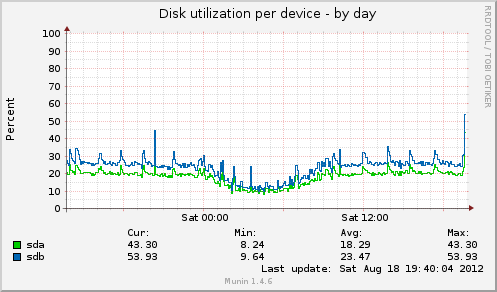 Disk utilization per device - by day
RRDTOOL / TOBI OETIKER
Percent
100
90
80
70
60
50
40
30
20
10
0
Sat 00:00 Sat 12:00
Cur: Min: Avg: Max:
sda 43.30 8.24 18.29 43.30
sdb 53.93 9.64 23.47 53.93
Last update: Sat Aug 18 19:40:04 2012
Munin 1.4.6